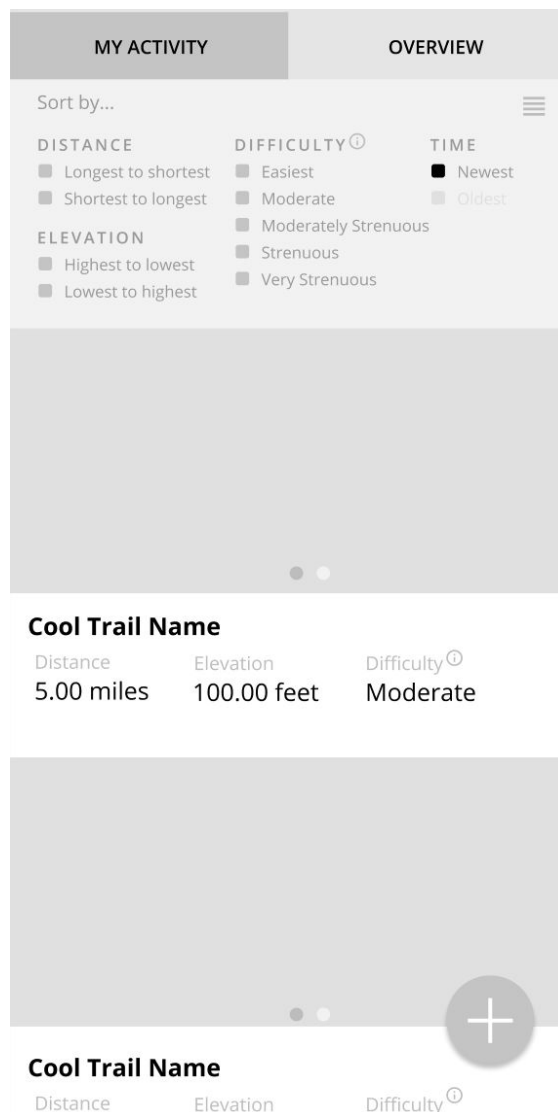 MY ACTIVITY
OVERVIEW
Sort by...
DISTANCE
Longest to shortest
Shortest to longest
ELEVATION
Highest to lowest
Lowest to highest
DIFFICULTY
Easiest
Moderate
Moderately Strenuous
Strenuous
Very Strenuous
TIME
Newest
Oldest
Cool Trail Name
Distance
5.00 miles
Elevation
100.00 feet
Difficulty
Moderate
Cool Trail Name
Distance
Elevation
Difficulty